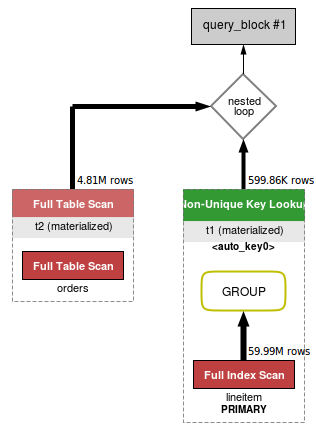 query_block #1
nested
loop
4.81M rows
599.86K rows
Full Table Scan
Non-Unique Key Lookup
t2 (materialized)
t1 (materialized)
<auto_key0>
Full Table Scan
orders
GROUP
59.99M rows
Full Index Scan
lineitem
PRIMARY